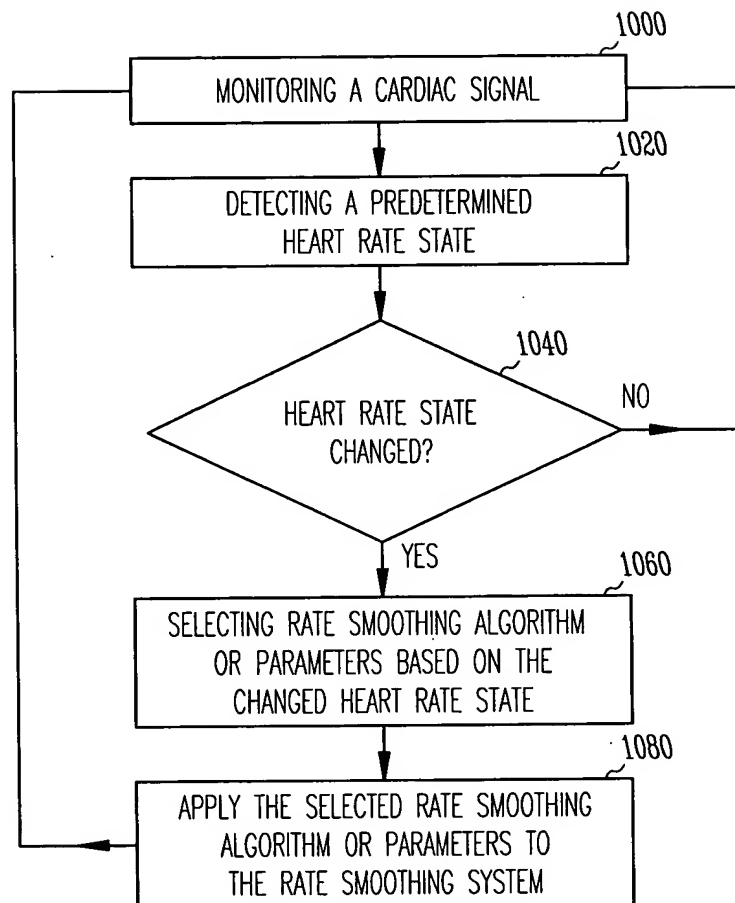 1000
MONITORING A CARDIAC SIGNAL
1020
DETECTING A PREDETERMINED
HEART RATE STATE
1040
HEART RATE STATE
CHANGED?
NO
YES
1060
SELECTING RATE SMOOTHING ALGORITHM
OR PARAMETERS BASED ON THE
CHANGED HEART RATE STATE
1080
APPLY THE SELECTED RATE SMOOTHING
ALGORITHM OR PARAMETERS TO
THE RATE SMOOTHING SYSTEM